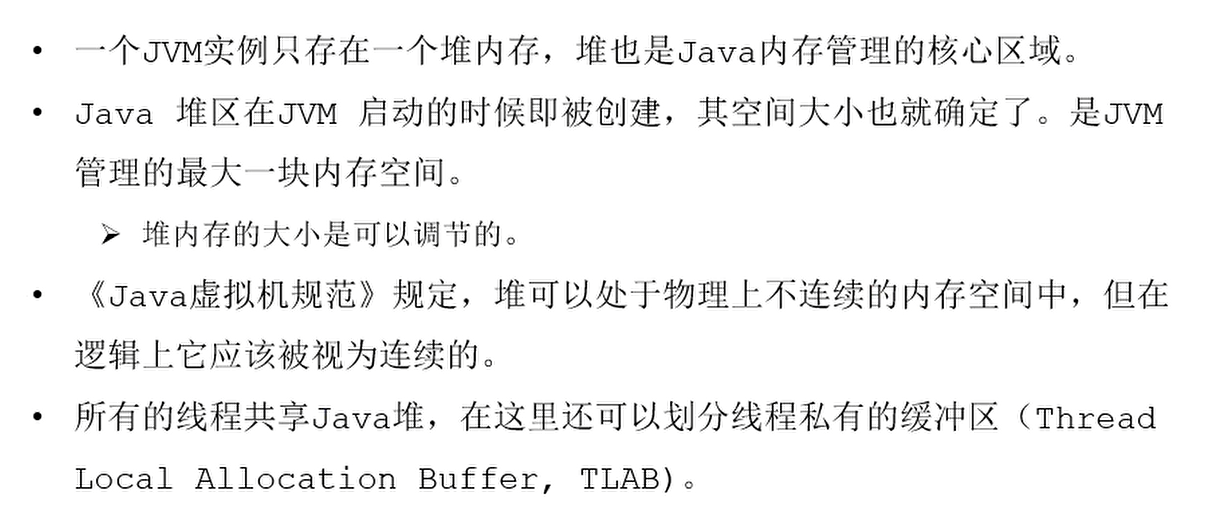 • 一个JVM实例只存在一个堆内存，堆也是Java内存管理的核心区域。
• Java 堆区在JVM 启动的时候即被创建，其空间大小也就确定了。是JVM
管理的最大一块内存空间。
➢ 堆内存的大小是可以调节的。
• 《Java虚拟机规范》规定，堆可以处于物理上不连续的内存空间中，但在
逻辑上它应该被视为连续的。
• 所有的线程共享Java堆，在这里还可以划分线程私有的缓冲区（Thread
Local Allocation Buffer, TLAB)。